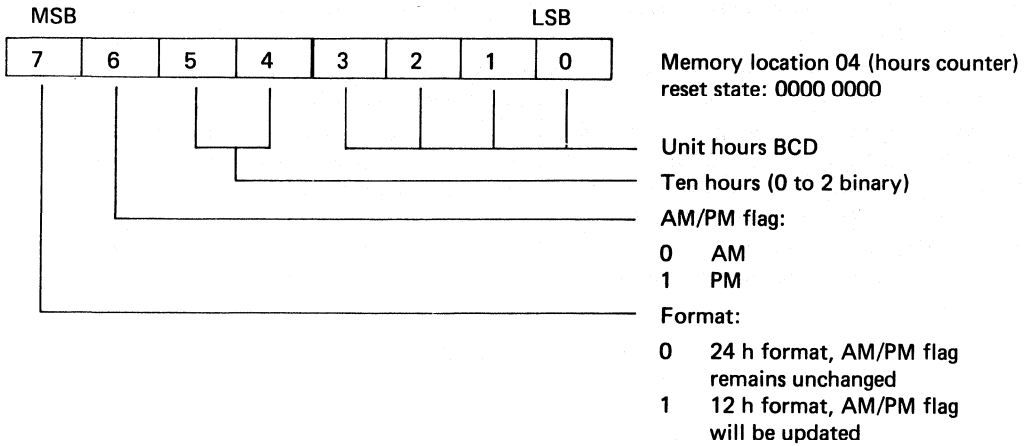 MSB LSB
7 6 5 4 3 2 1 0
Memory location 04 (hours counter)
reset state: 0000 0000
Unit hours BCD
Ten hours (0 to 2 binary)
AM/PM flag:
0 AM
1 PM
Format:
0 24 h format, AM/PM flag
remains unchanged
1 12 h format, AM/PM flag
will be updated